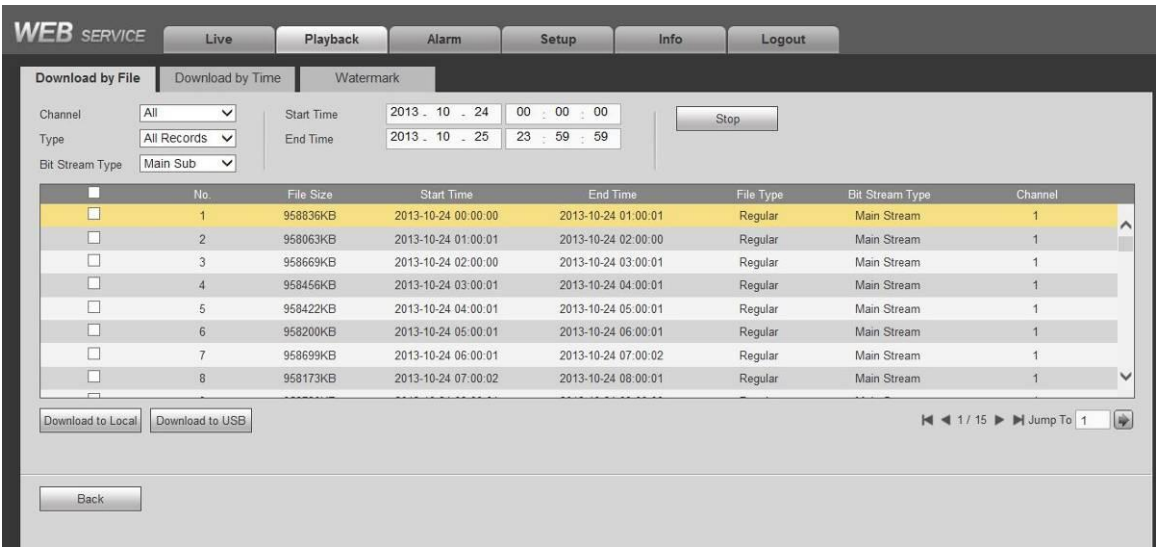 WEB SERVICE Live Playback Alarm Setup Info Logout
Download by File Download by Time Watermark
Channel All Start Time 2013 . 10 . 24 00 : 00 : 00 Stop
Type All Records End Time 2013 . 10 . 25 23 : 59 : 59
Bit Stream Type Main Sub
No. File Size Start Time End Time File Type Bit Stream Type Channel
1 958836KB 2013-10-24 00:00:00 2013-10-24 01:00:01 Regular Main Stream 1
2 958063KB 2013-10-24 01:00:01 2013-10-24 02:00:00 Regular Main Stream 1
3 958669KB 2013-10-24 02:00:00 2013-10-24 03:00:01 Regular Main Stream 1
4 958456KB 2013-10-24 03:00:01 2013-10-24 04:00:01 Regular Main Stream 1
5 958422KB 2013-10-24 04:00:01 2013-10-24 05:00:01 Regular Main Stream 1
6 958200KB 2013-10-24 05:00:01 2013-10-24 06:00:01 Regular Main Stream 1
7 958699KB 2013-10-24 06:00:01 2013-10-24 07:00:02 Regular Main Stream 1
8 958173KB 2013-10-24 07:00:02 2013-10-24 08:00:01 Regular Main Stream 1
Download to Local Download to USB 1 / 15 Jump To 1
Back